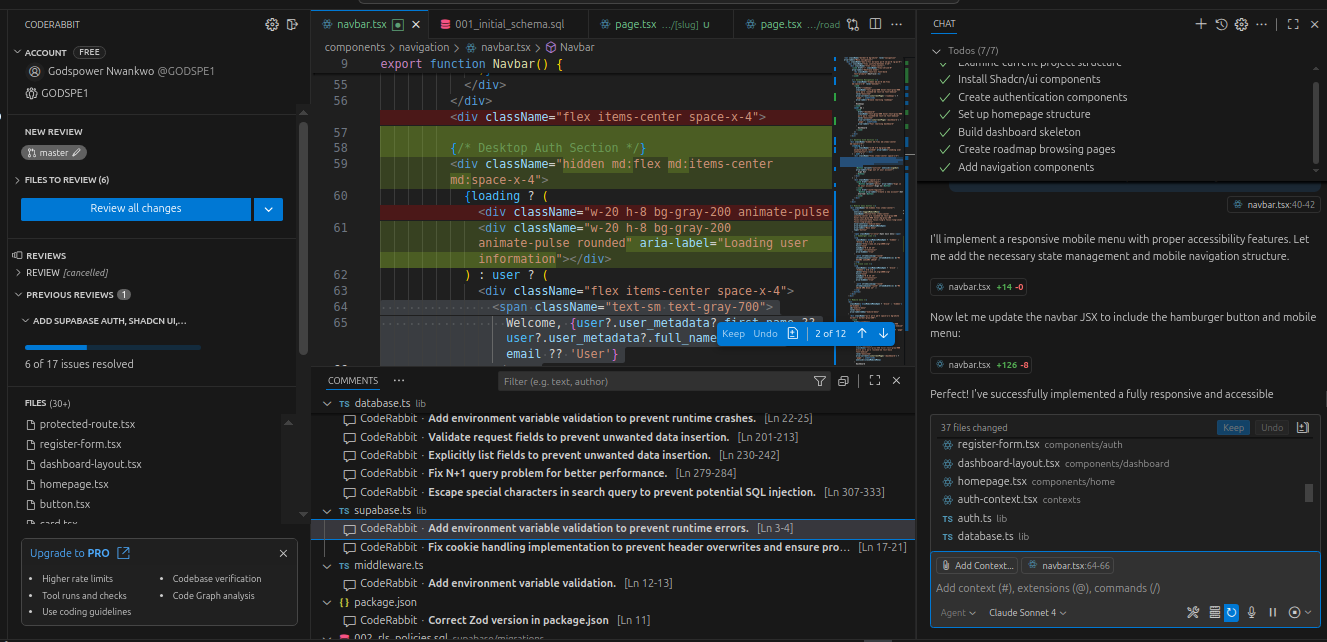 CODERABBIT
ACCOUNT FREE
Godspower Nwankwo @GODSPE1
GODSPE1
NEW REVIEW
master
FILES TO REVIEW (6)
Review all changes
REVIEWS
REVIEW [cancelled]
PREVIOUS REVIEWS 1
ADD SUPABASE AUTH, SHADCN UI,...
6 of 17 issues resolved
FILES (30+)
protected-route.tsx
register-form.tsx
dashboard-layout.tsx
homepage.tsx
button.tsx
card.tsx
Upgrade to PRO
• Higher rate limits
• Tool runs and checks
• Use coding guidelines
• Codebase verification
• Code Graph analysis
navbar.tsx
001_initial_schema.sql
page.tsx .../[slug] U
page.tsx .../road
components > navigation > navbar.tsx > Navbar
9 export function Navbar() {
55 </div>
56 </div>
<div className="flex items-center space-x-4">
57
58 {/* Desktop Auth Section */}
59 <div className="hidden md:flex md:items-center
md:space-x-4">
60 {loading ? (
<div className="w-20 h-8 bg-gray-200 animate-pulse
61 <div className="w-20 h-8 bg-gray-200
animate-pulse rounded" aria-label="Loading user
information"></div>
62 ) : user ? (
63 <div className="flex items-center space-x-4">
64 <span className="text-sm text-gray-700">
65 Welcome, {user?.user_metadata?.first_name ??
user?.user_metadata?.full_name
email ?? 'User'}
Keep Undo 2 of 12
COMMENTS
Filter (e.g. text, author)
TS database.ts lib
CodeRabbit · Add environment variable validation to prevent runtime crashes. [Ln 22-25]
CodeRabbit · Validate request fields to prevent unwanted data insertion. [Ln 201-213]
CodeRabbit · Explicitly list fields to prevent unwanted data insertion. [Ln 230-242]
CodeRabbit · Fix N+1 query problem for better performance. [Ln 279-284]
CodeRabbit · Escape special characters in search query to prevent potential SQL injection. [Ln 307-333]
TS supabase.ts lib
CodeRabbit · Add environment variable validation to prevent runtime errors. [Ln 3-4]
CodeRabbit · Fix cookie handling implementation to prevent header overwrites and ensure pro... [Ln 17-21]
TS middleware.ts
CodeRabbit · Add environment variable validation. [Ln 12-13]
{} package.json
CodeRabbit · Correct Zod version in package.json [Ln 11]
002_rls_policies.sql supabase/migrations
CHAT
Todos (7/7)
Examine current project structure
Install Shadcn/ui components
Create authentication components
Set up homepage structure
Build dashboard skeleton
Create roadmap browsing pages
Add navigation components
navbar.tsx:40-42
I'll implement a responsive mobile menu with proper accessibility features. Let
me add the necessary state management and mobile navigation structure.
navbar.tsx +14 -0
Now let me update the navbar JSX to include the hamburger button and mobile
menu:
navbar.tsx +126 -8
Perfect! I've successfully implemented a fully responsive and accessible
37 files changed Keep Undo
register-form.tsx components/auth
dashboard-layout.tsx components/dashboard
homepage.tsx components/home
auth-context.tsx contexts
TS auth.ts lib
TS database.ts lib
Add Context... navbar.tsx:64-66
Add context (#), extensions (@), commands (/)
Agent Claude Sonnet 4